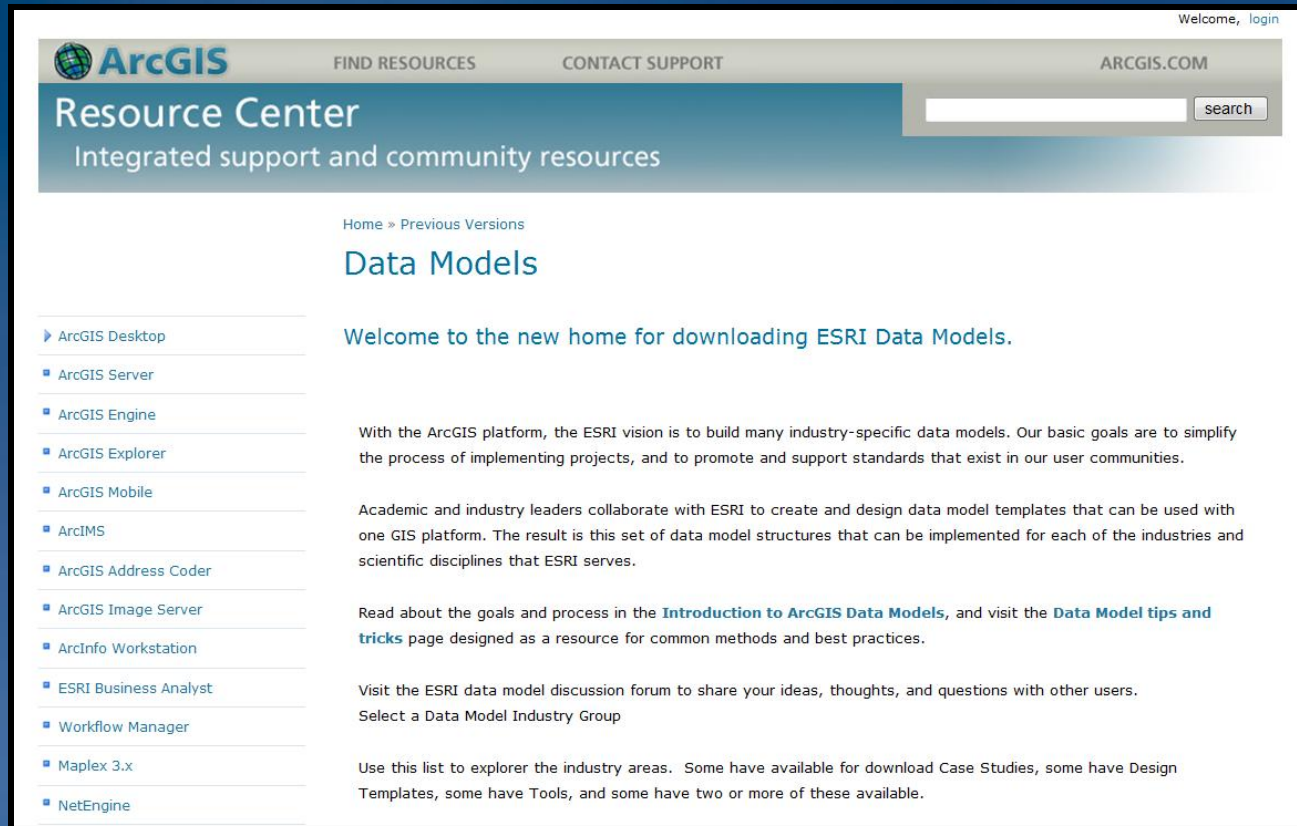 Welcome, login
ArcGIS
FIND RESOURCES
CONTACT SUPPORT
ARCGIS.COM
Resource Center
search
Integrated support and community resources
Home » Previous Versions
Data Models
ArcGIS Desktop
ArcGIS Server
ArcGIS Engine
ArcGIS Explorer
ArcGIS Mobile
ArcIMS
ArcGIS Address Coder
ArcGIS Image Server
ArcInfo Workstation
ESRI Business Analyst
Workflow Manager
Maplex 3.x
NetEngine
Welcome to the new home for downloading ESRI Data Models.
With the ArcGIS platform, the ESRI vision is to build many industry-specific data models. Our basic goals are to simplify
the process of implementing projects, and to promote and support standards that exist in our user communities.
Academic and industry leaders collaborate with ESRI to create and design data model templates that can be used with
one GIS platform. The result is this set of data model structures that can be implemented for each of the industries and
scientific disciplines that ESRI serves.
Read about the goals and process in the Introduction to ArcGIS Data Models, and visit the Data Model tips and
tricks page designed as a resource for common methods and best practices.
Visit the ESRI data model discussion forum to share your ideas, thoughts, and questions with other users.
Select a Data Model Industry Group
Use this list to explorer the industry areas.  Some have available for download Case Studies, some have Design
Templates, some have Tools, and some have two or more of these available.